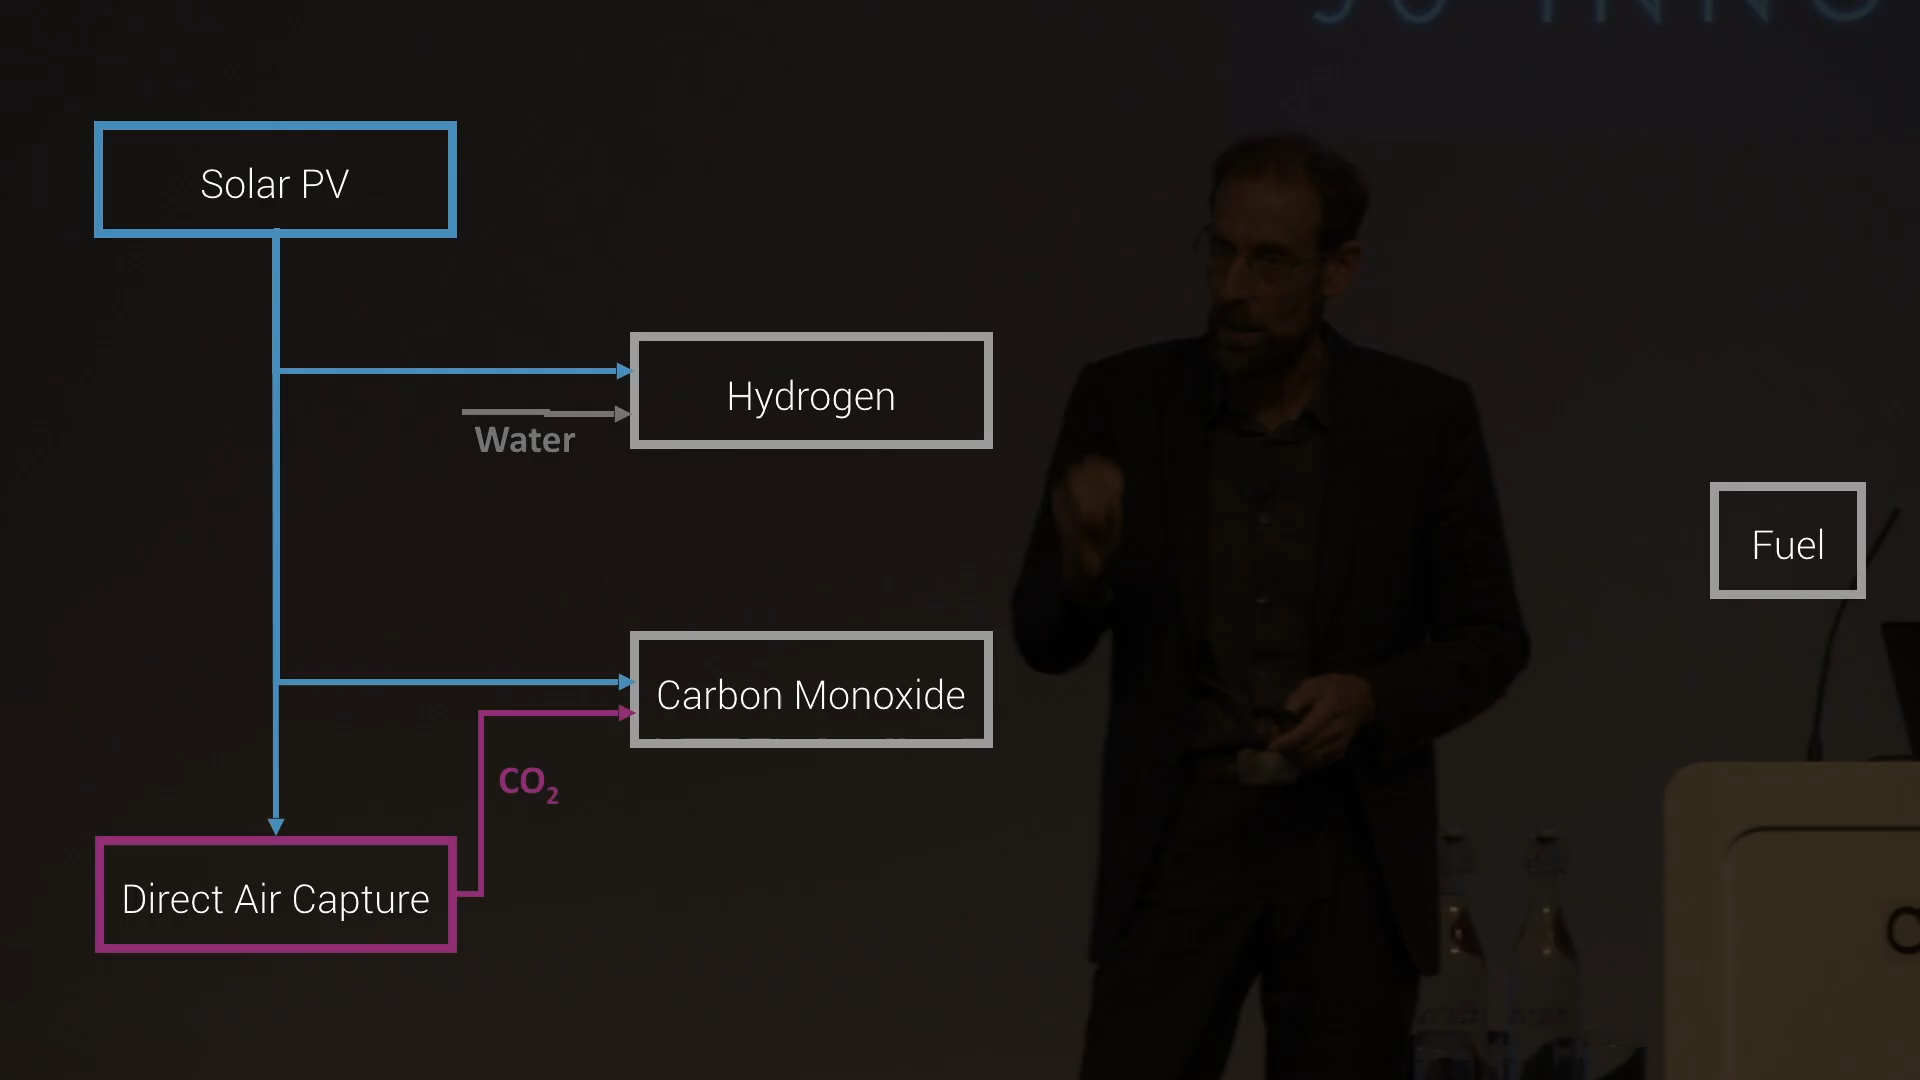 Solar PV
Hydrogen
Water
Fuel
Carbon Monoxide
CO₂
Direct Air Capture